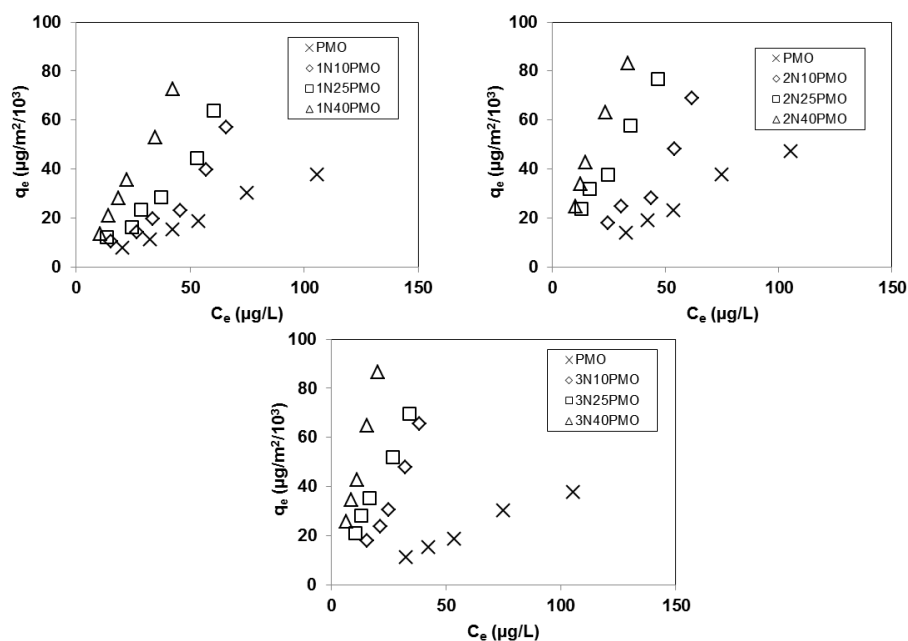 100
80
60
40
20
0
qₑ (µg/m²/10³)
PMO
1N10PMO
1N25PMO
1N40PMO
0 50 100 150
Cₑ (µg/L)
100
80
60
40
20
0
qₑ (µg/m²/10³)
PMO
2N10PMO
2N25PMO
2N40PMO
0 50 100 150
Cₑ (µg/L)
100
80
60
40
20
0
qₑ (µg/m²/10³)
PMO
3N10PMO
3N25PMO
3N40PMO
0 50 100 150
Cₑ (µg/L)